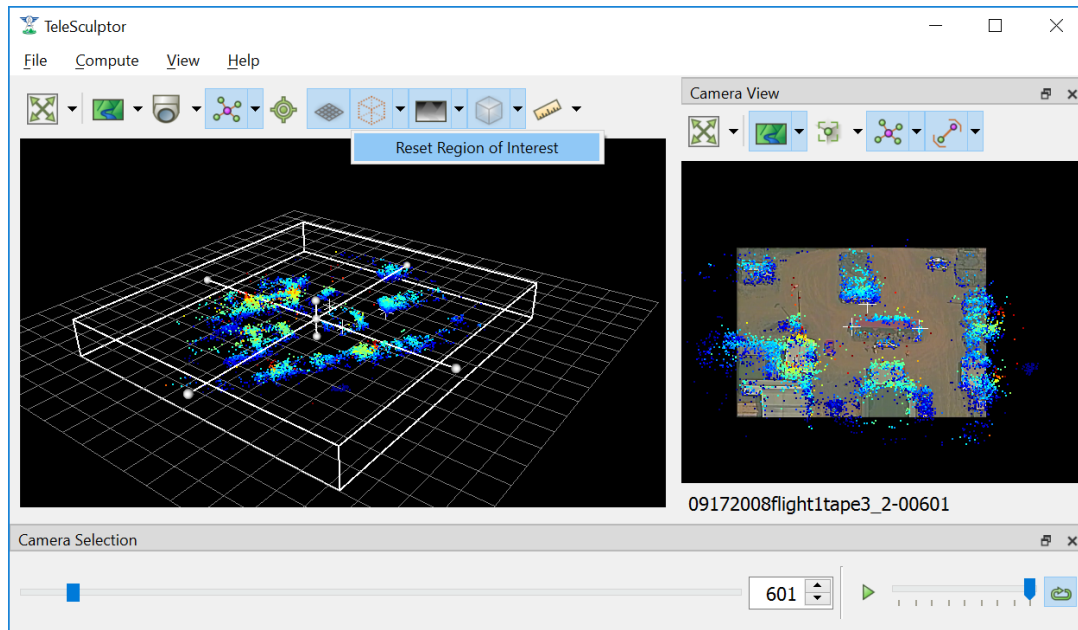 TeleSculptor
File Compute View Help
Camera View
Reset Region of Interest
09172008flight1tape3_2-00601
Camera Selection
601